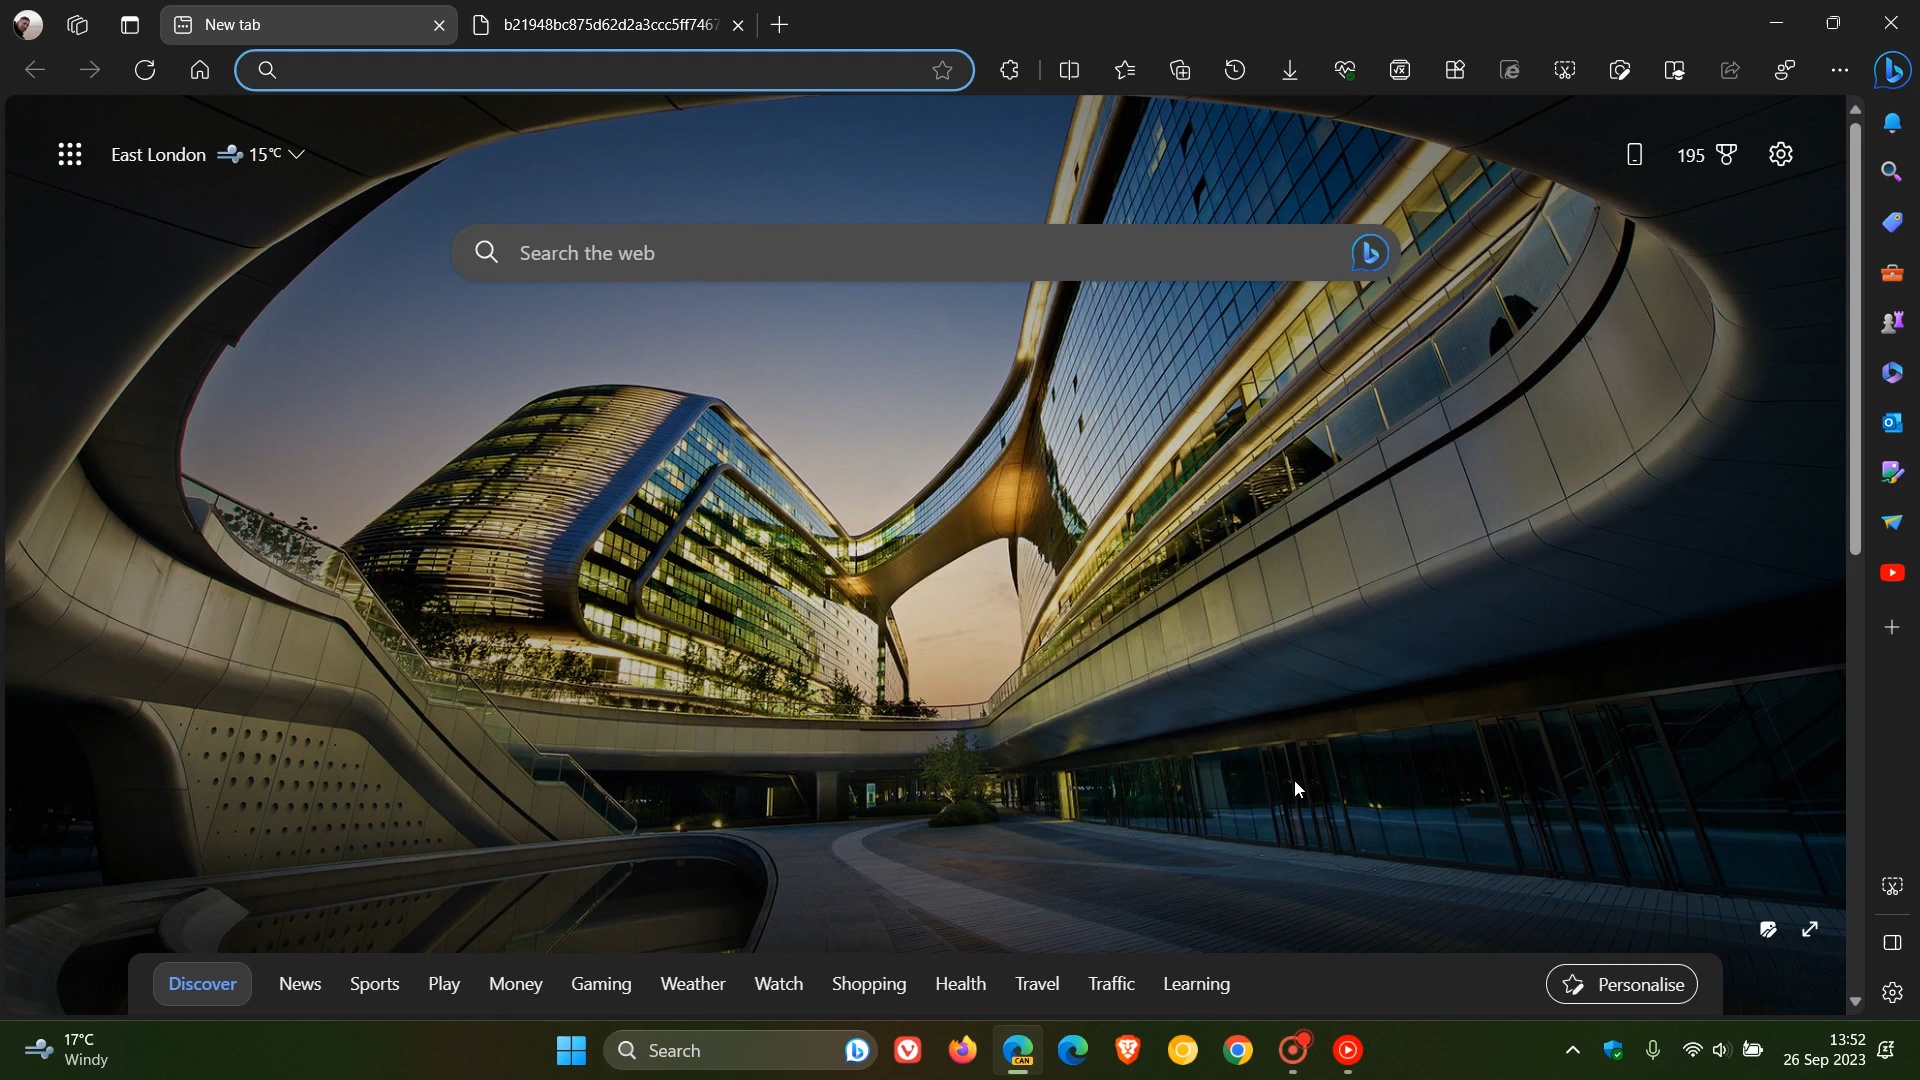 New tab
b21948bc875d62d2a3ccc5ff7467
East London 15°C
195
Search the web
Discover
News
Sports
Play
Money
Gaming
Weather
Watch
Shopping
Health
Travel
Traffic
Learning
Personalise
17°C
Windy
Search
CAN
13:52
26 Sep 2023